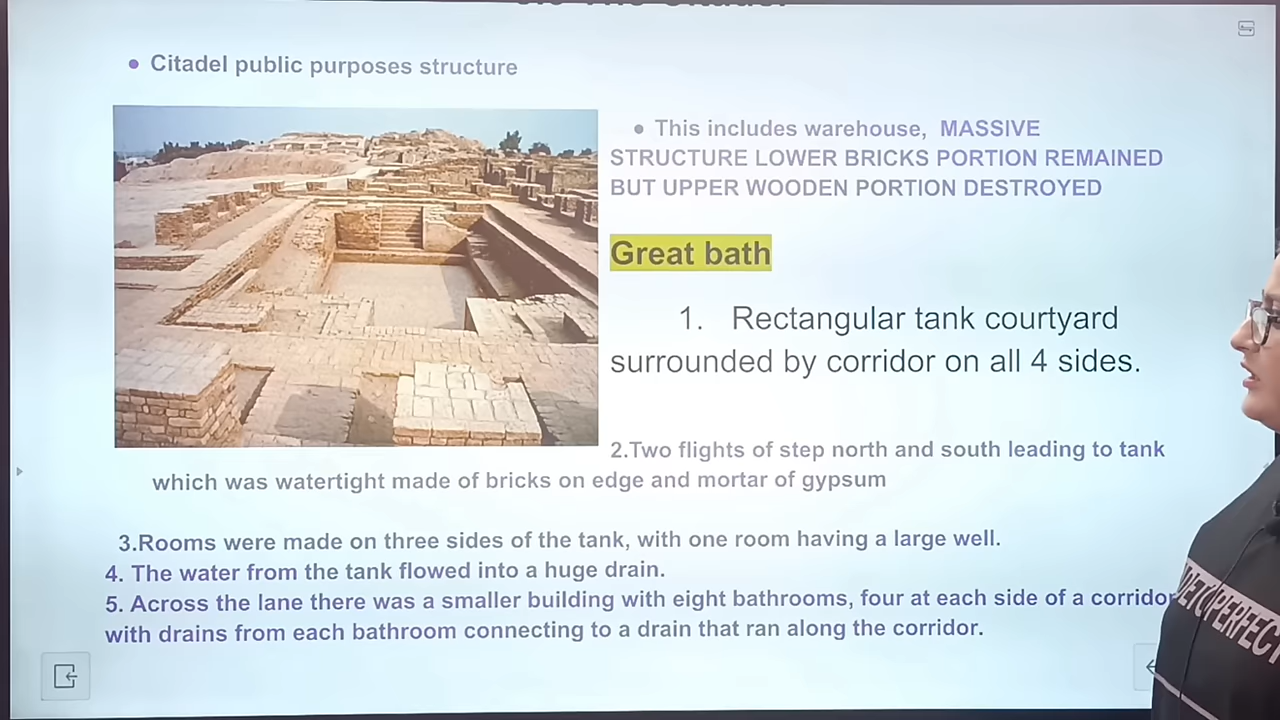 • Citadel public purposes structure
• This includes warehouse, MASSIVE
STRUCTURE LOWER BRICKS PORTION REMAINED
BUT UPPER WOODEN PORTION DESTROYED
Great bath
1. Rectangular tank courtyard
surrounded by corridor on all 4 sides.
2.Two flights of step north and south leading to tank
which was watertight made of bricks on edge and mortar of gypsum
3.Rooms were made on three sides of the tank, with one room having a large well.
4. The water from the tank flowed into a huge drain.
5. Across the lane there was a smaller building with eight bathrooms, four at each side of a corridor
with drains from each bathroom connecting to a drain that ran along the corridor.